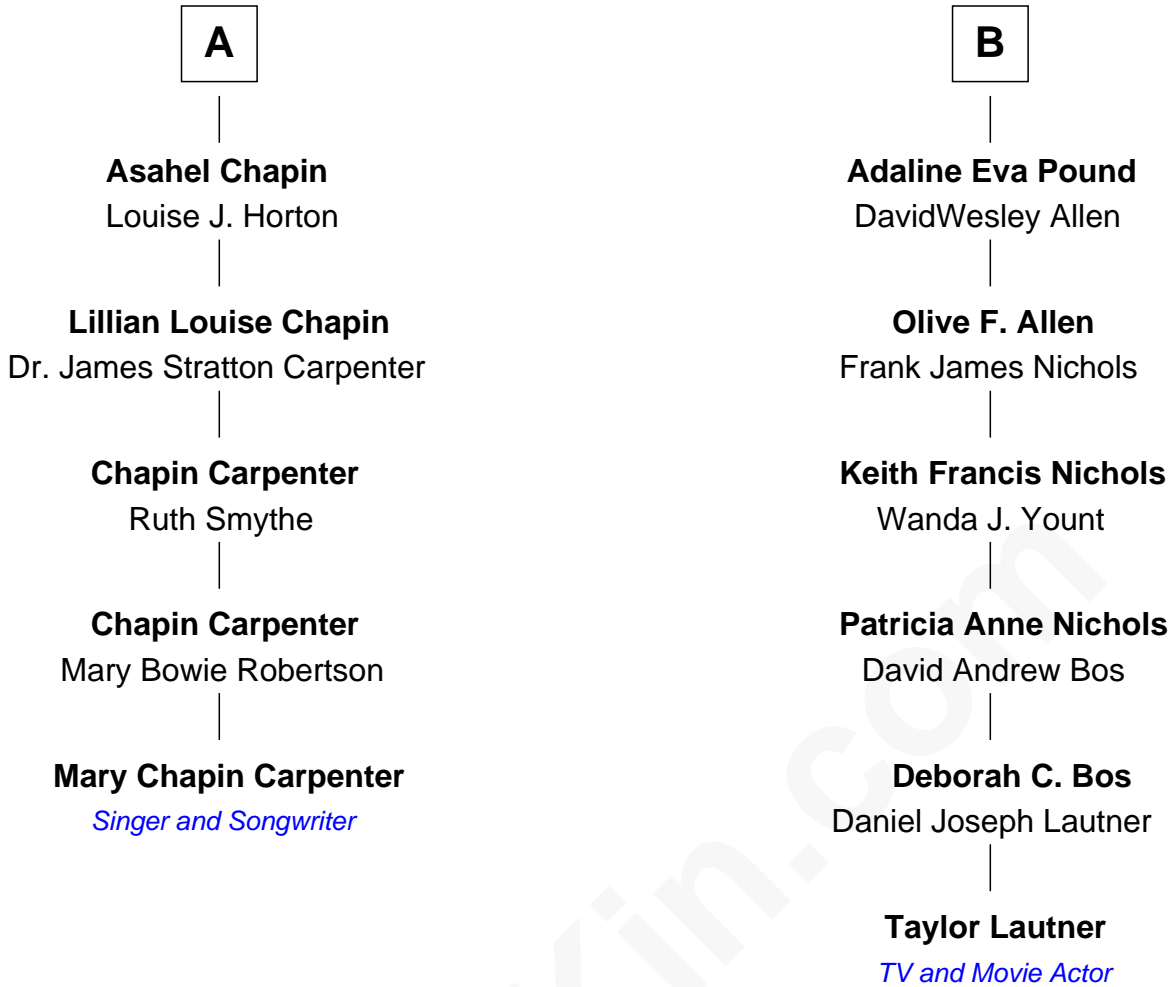 A
Asahel Chapin
Louise J. Horton
Lillian Louise Chapin
Dr. James Stratton Carpenter
Chapin Carpenter
Ruth Smythe
Chapin Carpenter
Mary Bowie Robertson
Mary Chapin Carpenter
Singer and Songwriter
B
Adaline Eva Pound
DavidWesley Allen
Olive F. Allen
Frank James Nichols
Keith Francis Nichols
Wanda J. Yount
Patricia Anne Nichols
David Andrew Bos
Deborah C. Bos
Daniel Joseph Lautner
Taylor Lautner
TV and Movie Actor
Kin.com